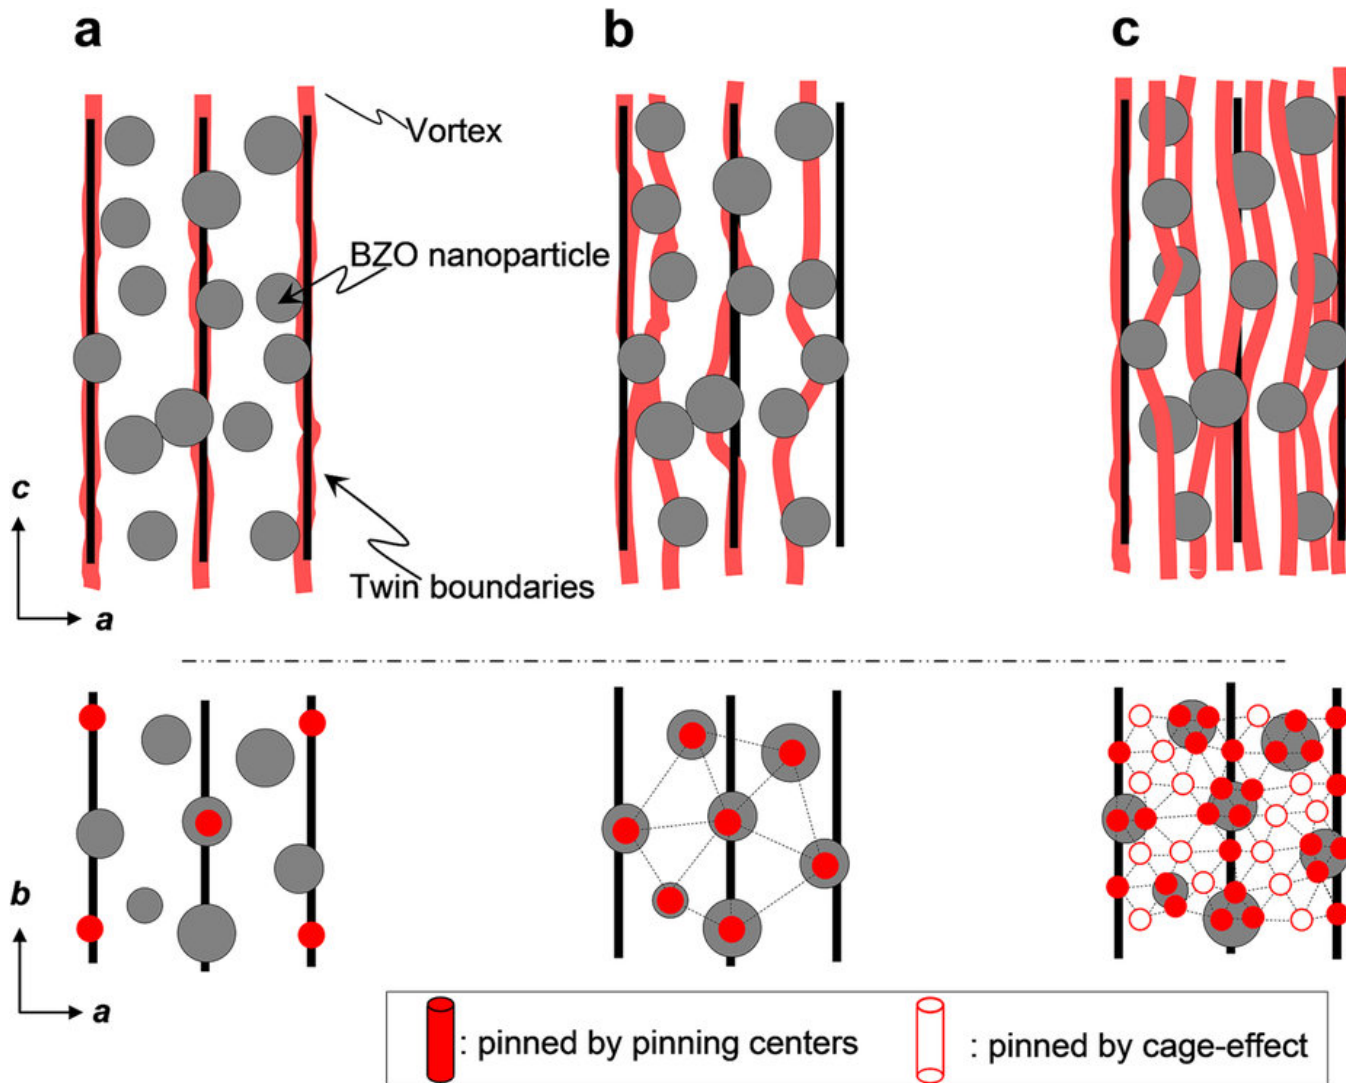 a
b
c
Vortex
BZO nanoparticle
Twin boundaries
c
a
b
a
: pinned by pinning centers
: pinned by cage-effect